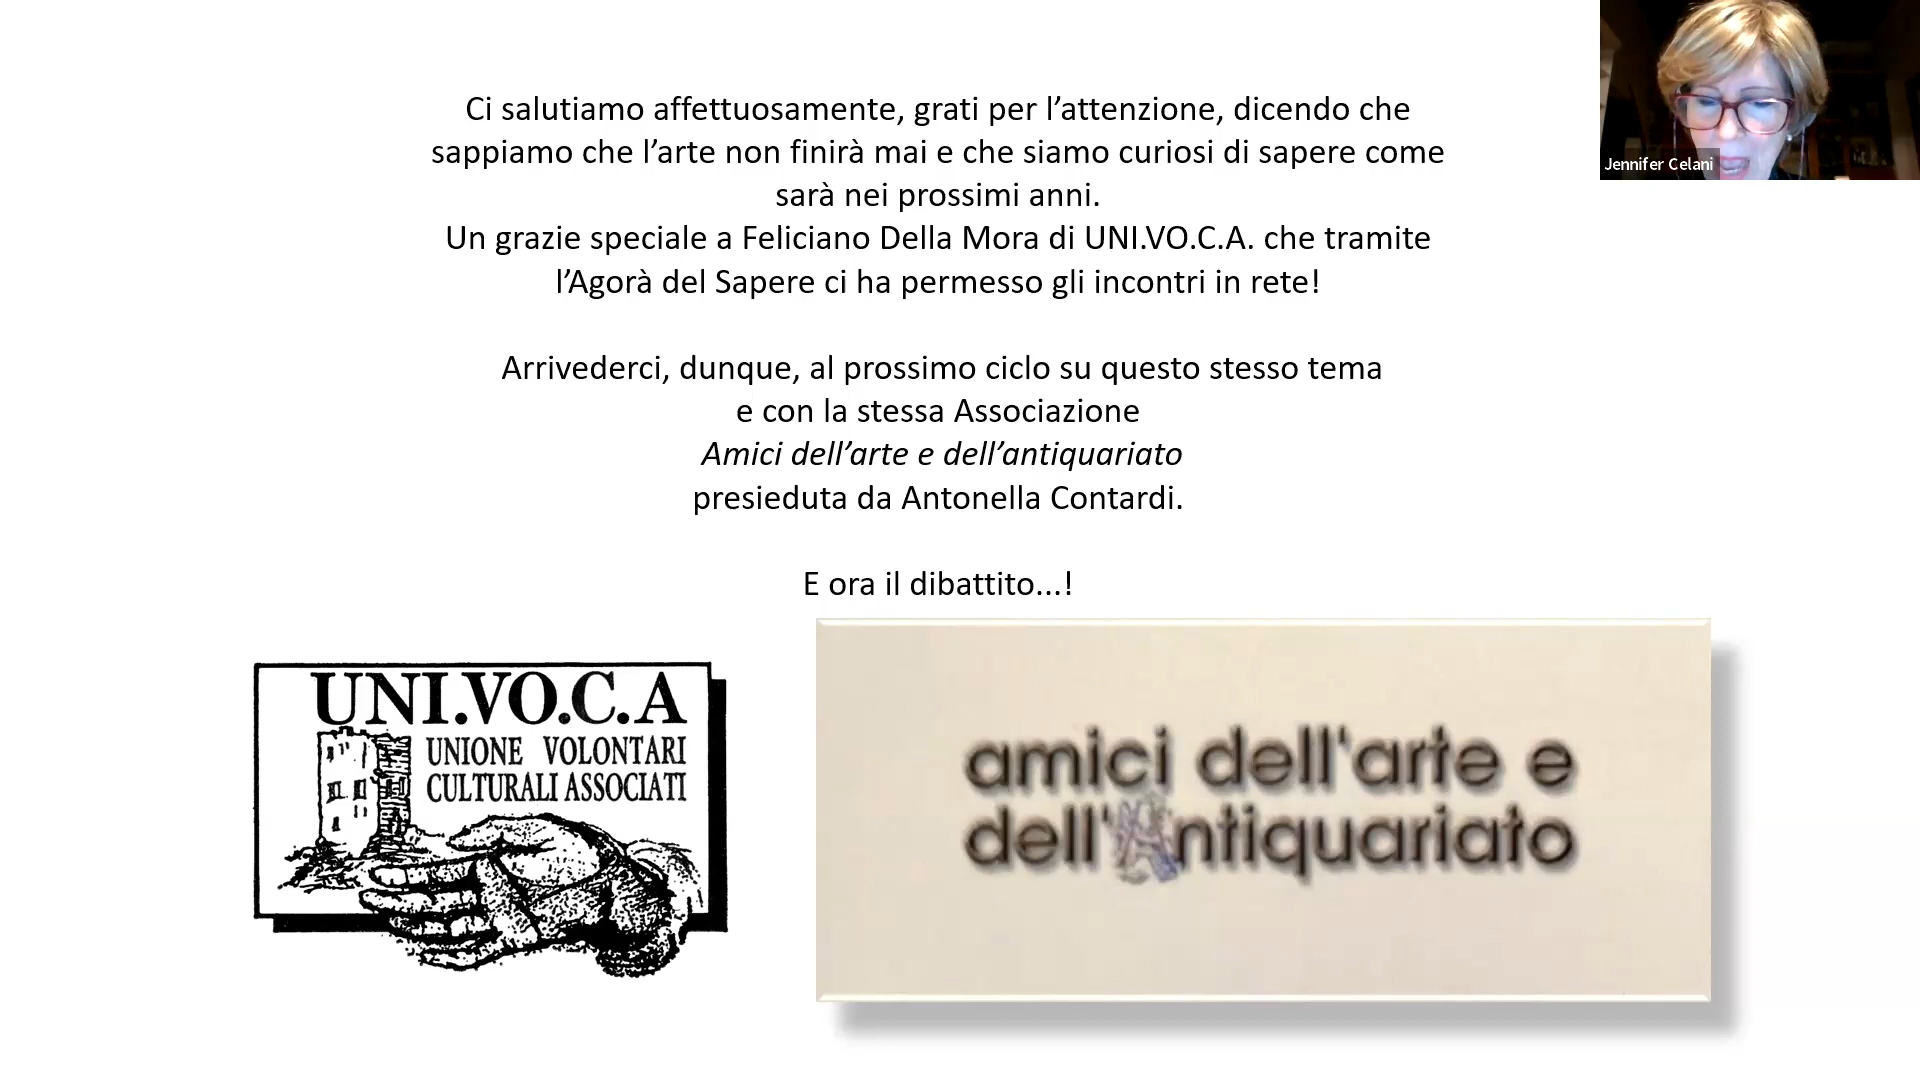 Ci salutiamo affettuosamente, grati per l’attenzione, dicendo che
sappiamo che l’arte non finirà mai e che siamo curiosi di sapere come
sarà nei prossimi anni.
Un grazie speciale a Feliciano Della Mora di UNI.VO.C.A. che tramite
l’Agorà del Sapere ci ha permesso gli incontri in rete!
Arrivederci, dunque, al prossimo ciclo su questo stesso tema
e con la stessa Associazione
Amici dell’arte e dell’antiquariato
presieduta da Antonella Contardi.
E ora il dibattito...!
Jennifer Celani
UNI.VO.C.A
UNIONE VOLONTARI
CULTURALI ASSOCIATI
amici dell'arte e
dell'Antiquariato